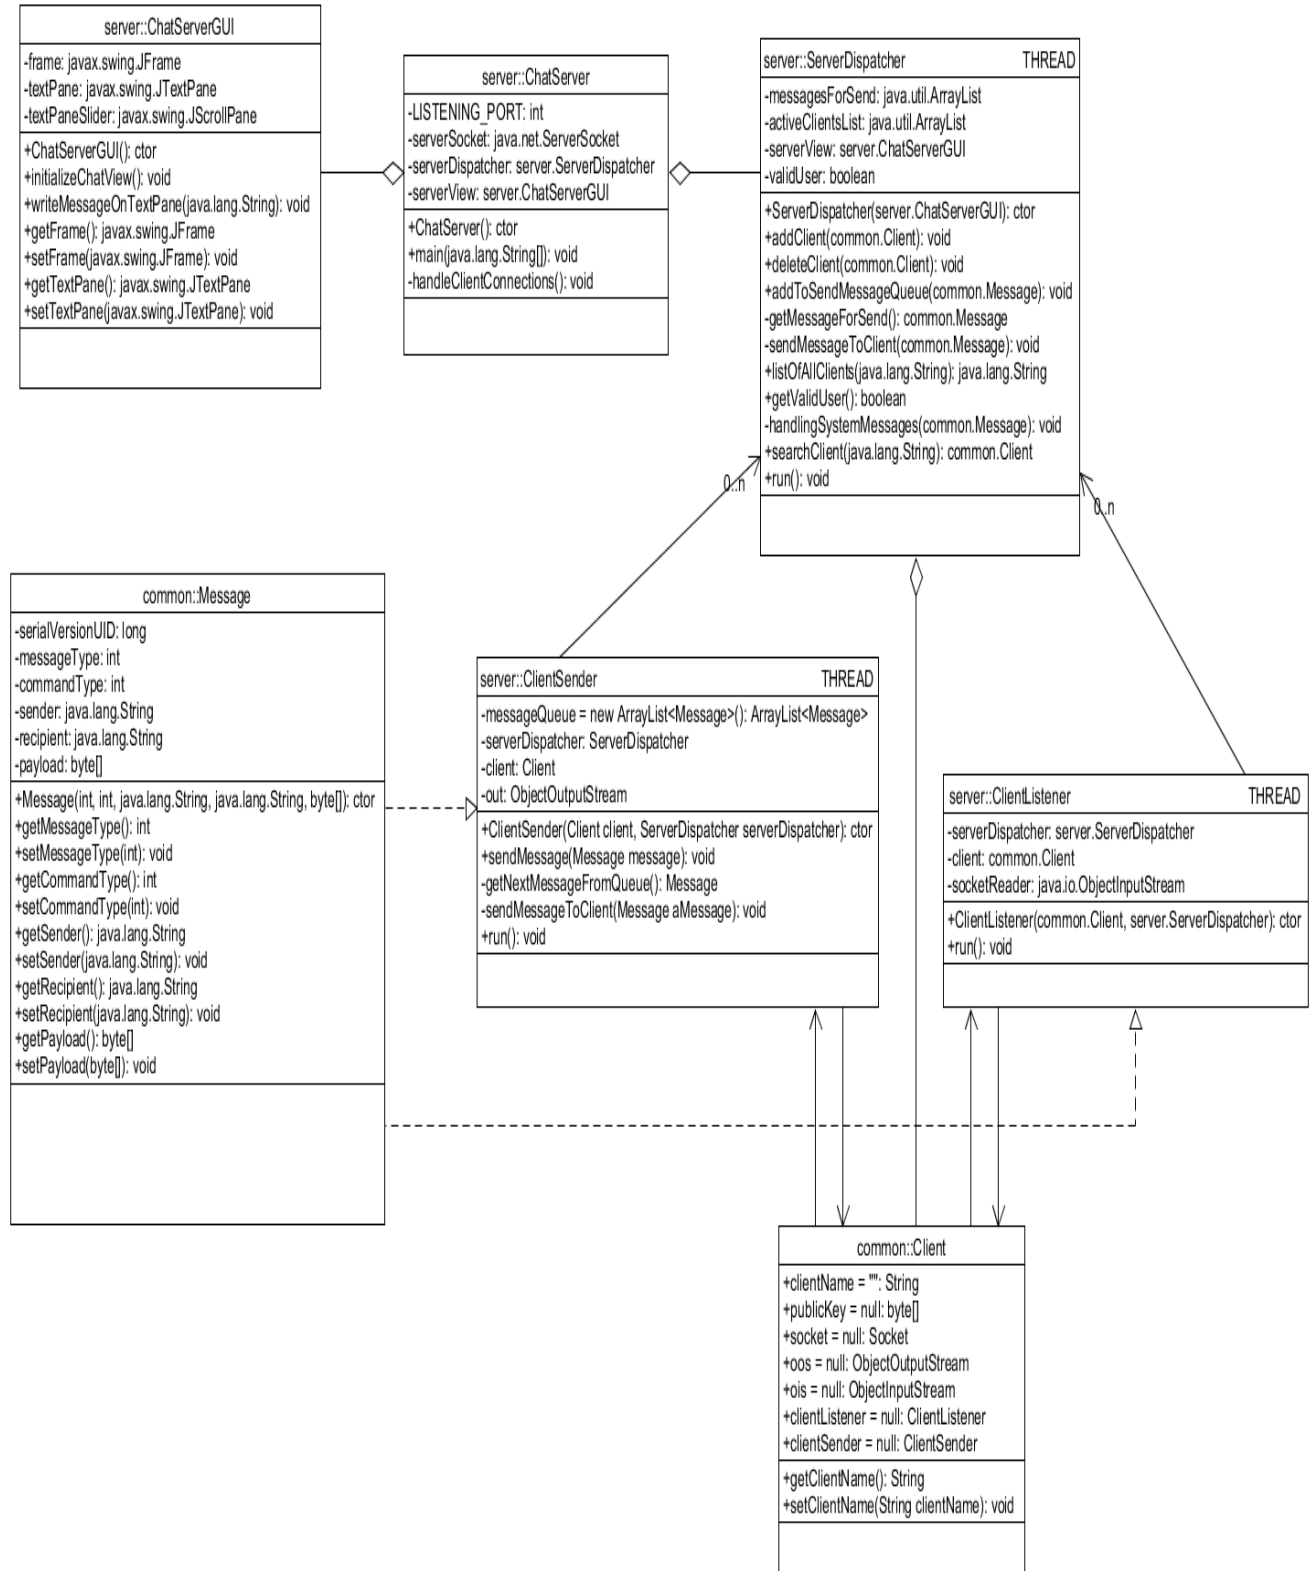 server::ChatServerGUI
-frame: javax.swing.JFrame
-textPane: javax.swing.JTextPane
-textPaneSlider: javax.swing.JScrollPane
+ChatServerGUI(): ctor
+initializeChatView(): void
+writeMessageOnTextPane(java.lang.String): void
+getFrame(): javax.swing.JFrame
+setFrame(javax.swing.JFrame): void
+getTextPane(): javax.swing.JTextPane
+setTextPane(javax.swing.JTextPane): void
server::ChatServer
-LISTENING_PORT: int
-serverSocket: java.net.ServerSocket
-serverDispatcher: server.ServerDispatcher
-serverView: server.ChatServerGUI
+ChatServer(): ctor
+main(java.lang.String[]): void
-handleClientConnections(): void
server::ServerDispatcher THREAD
-messagesForSend: java.util.ArrayList
-activeClientsList: java.util.ArrayList
-serverView: server.ChatServerGUI
-validUser: boolean
+ServerDispatcher(server.ChatServerGUI): ctor
+addClient(common.Client): void
+deleteClient(common.Client): void
+addToSendMessageQueue(common.Message): void
-getMessageForSend(): common.Message
-sendMessageToClient(common.Message): void
+listOfAllClients(java.lang.String): java.lang.String
+getValidUser(): boolean
-handlingSystemMessages(common.Message): void
+searchClient(java.lang.String): common.Client
+run(): void
0..n
0..n
common::Message
-serialVersionUID: long
-messageType: int
-commandType: int
-sender: java.lang.String
-recipient: java.lang.String
-payload: byte[]
+Message(int, int, java.lang.String, java.lang.String, byte[]): ctor
+getMessageType(): int
+setMessageType(int): void
+getCommandType(): int
+setCommandType(int): void
+getSender(): java.lang.String
+setSender(java.lang.String): void
+getRecipient(): java.lang.String
+setRecipient(java.lang.String): void
+getPayload(): byte[]
+setPayload(byte[]): void
server::ClientSender THREAD
-messageQueue = new ArrayList<Message>(): ArrayList<Message>
-serverDispatcher: ServerDispatcher
-client: Client
-out: ObjectOutputStream
+ClientSender(Client client, ServerDispatcher serverDispatcher): ctor
+sendMessage(Message message): void
-getNextMessageFromQueue(): Message
-sendMessageToClient(Message aMessage): void
+run(): void
server::ClientListener THREAD
-serverDispatcher: server.ServerDispatcher
-client: common.Client
-socketReader: java.io.ObjectInputStream
+ClientListener(common.Client, server.ServerDispatcher): ctor
+run(): void
common::Client
+clientName = "": String
+publicKey = null: byte[]
+socket = null: Socket
+oos = null: ObjectOutputStream
+ois = null: ObjectInputStream
+clientListener = null: ClientListener
+clientSender = null: ClientSender
+getClientName(): String
+setClientName(String clientName): void